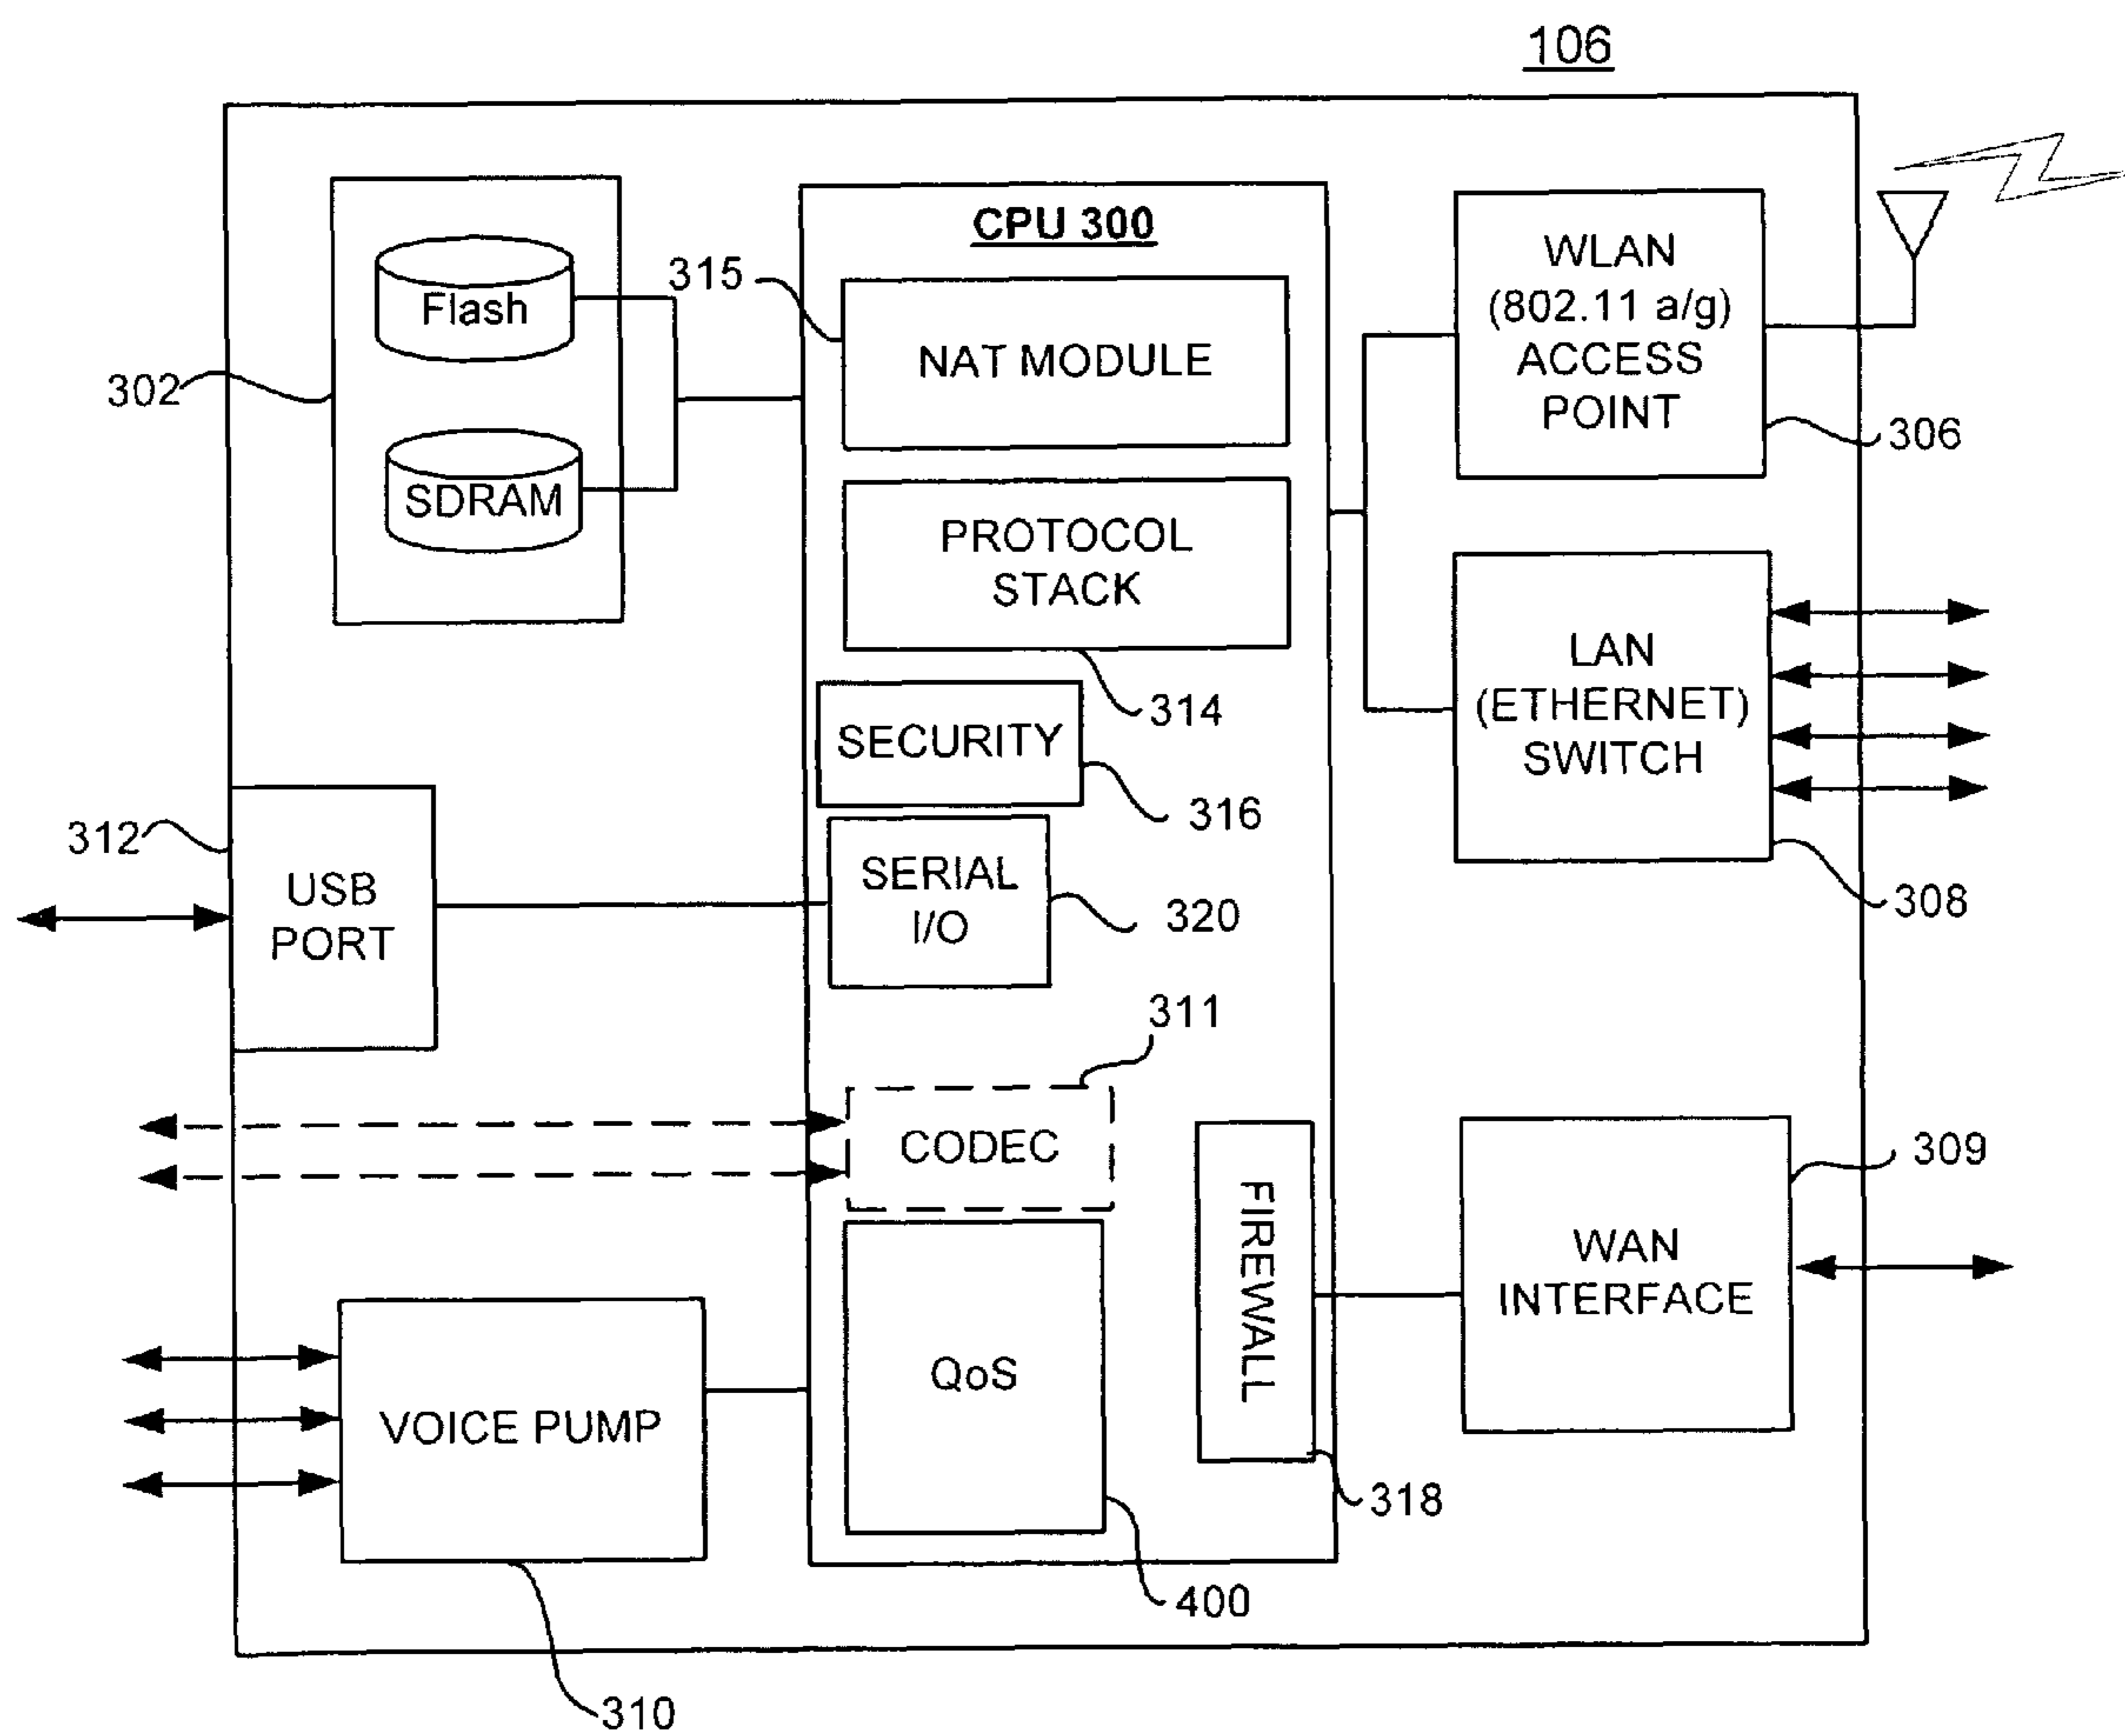 106
CPU 300
315
Flash
NAT MODULE
WLAN
(802.11 a/g)
ACCESS
POINT
302
306
SDRAM
PROTOCOL
STACK
314
LAN
(ETHERNET)
SWITCH
SECURITY
316
312
USB
PORT
SERIAL
I/O
320
308
311
CODEC
309
FIREWALL
WAN
INTERFACE
QoS
VOICE PUMP
318
400
310